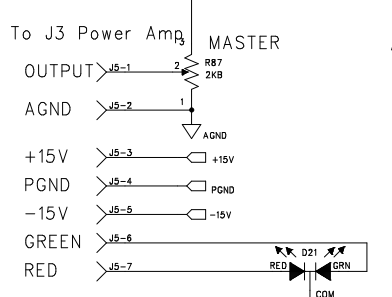 To J3 Power Amp
3
MASTER
R87
2KB
OUTPUT J5-1 2
AGND J5-2 1
AGND
+15V J5-3 +15V
PGND J5-4 PGND
-15V J5-5 -15V
GREEN J5-6
D21
RED J5-7 RED GRN
COM